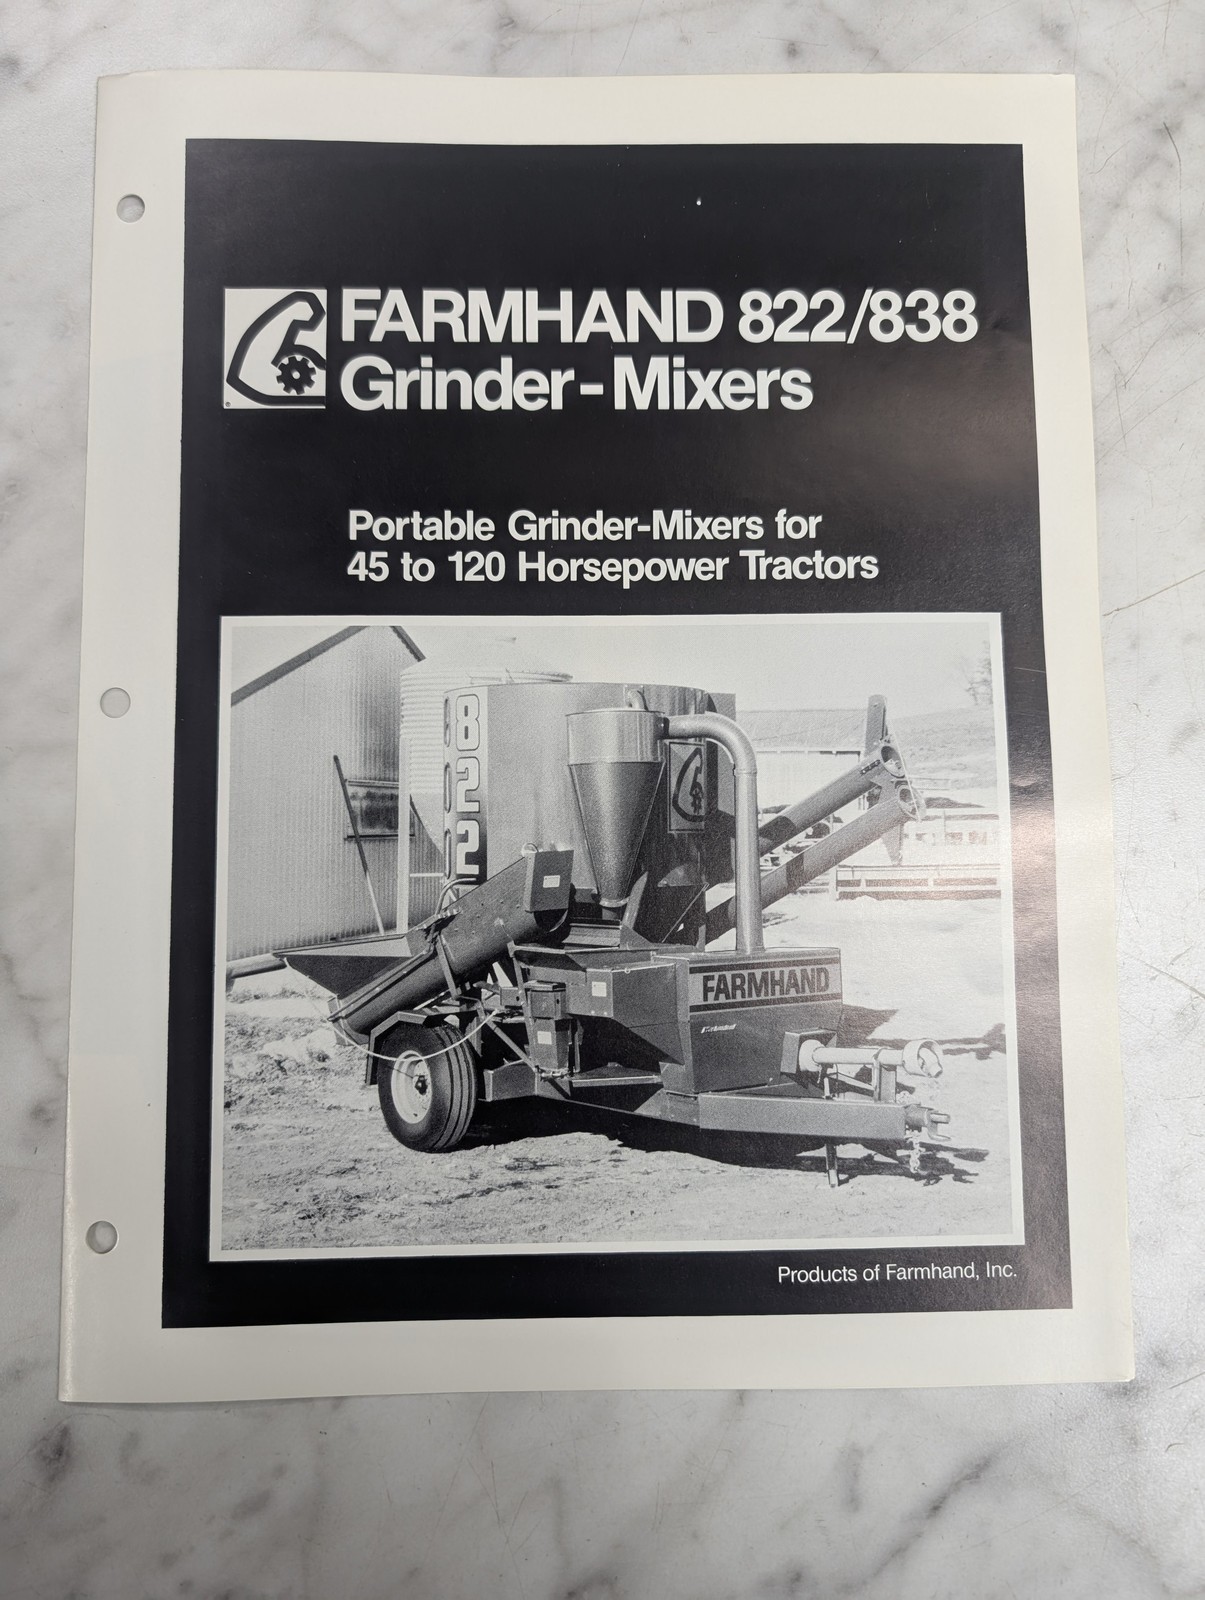 FARMHAND 822/838
Grinder-Mixers
Portable Grinder-Mixers for
45 to 120 Horsepower Tractors
822
FARMHAND
Products of Farmhand, Inc.